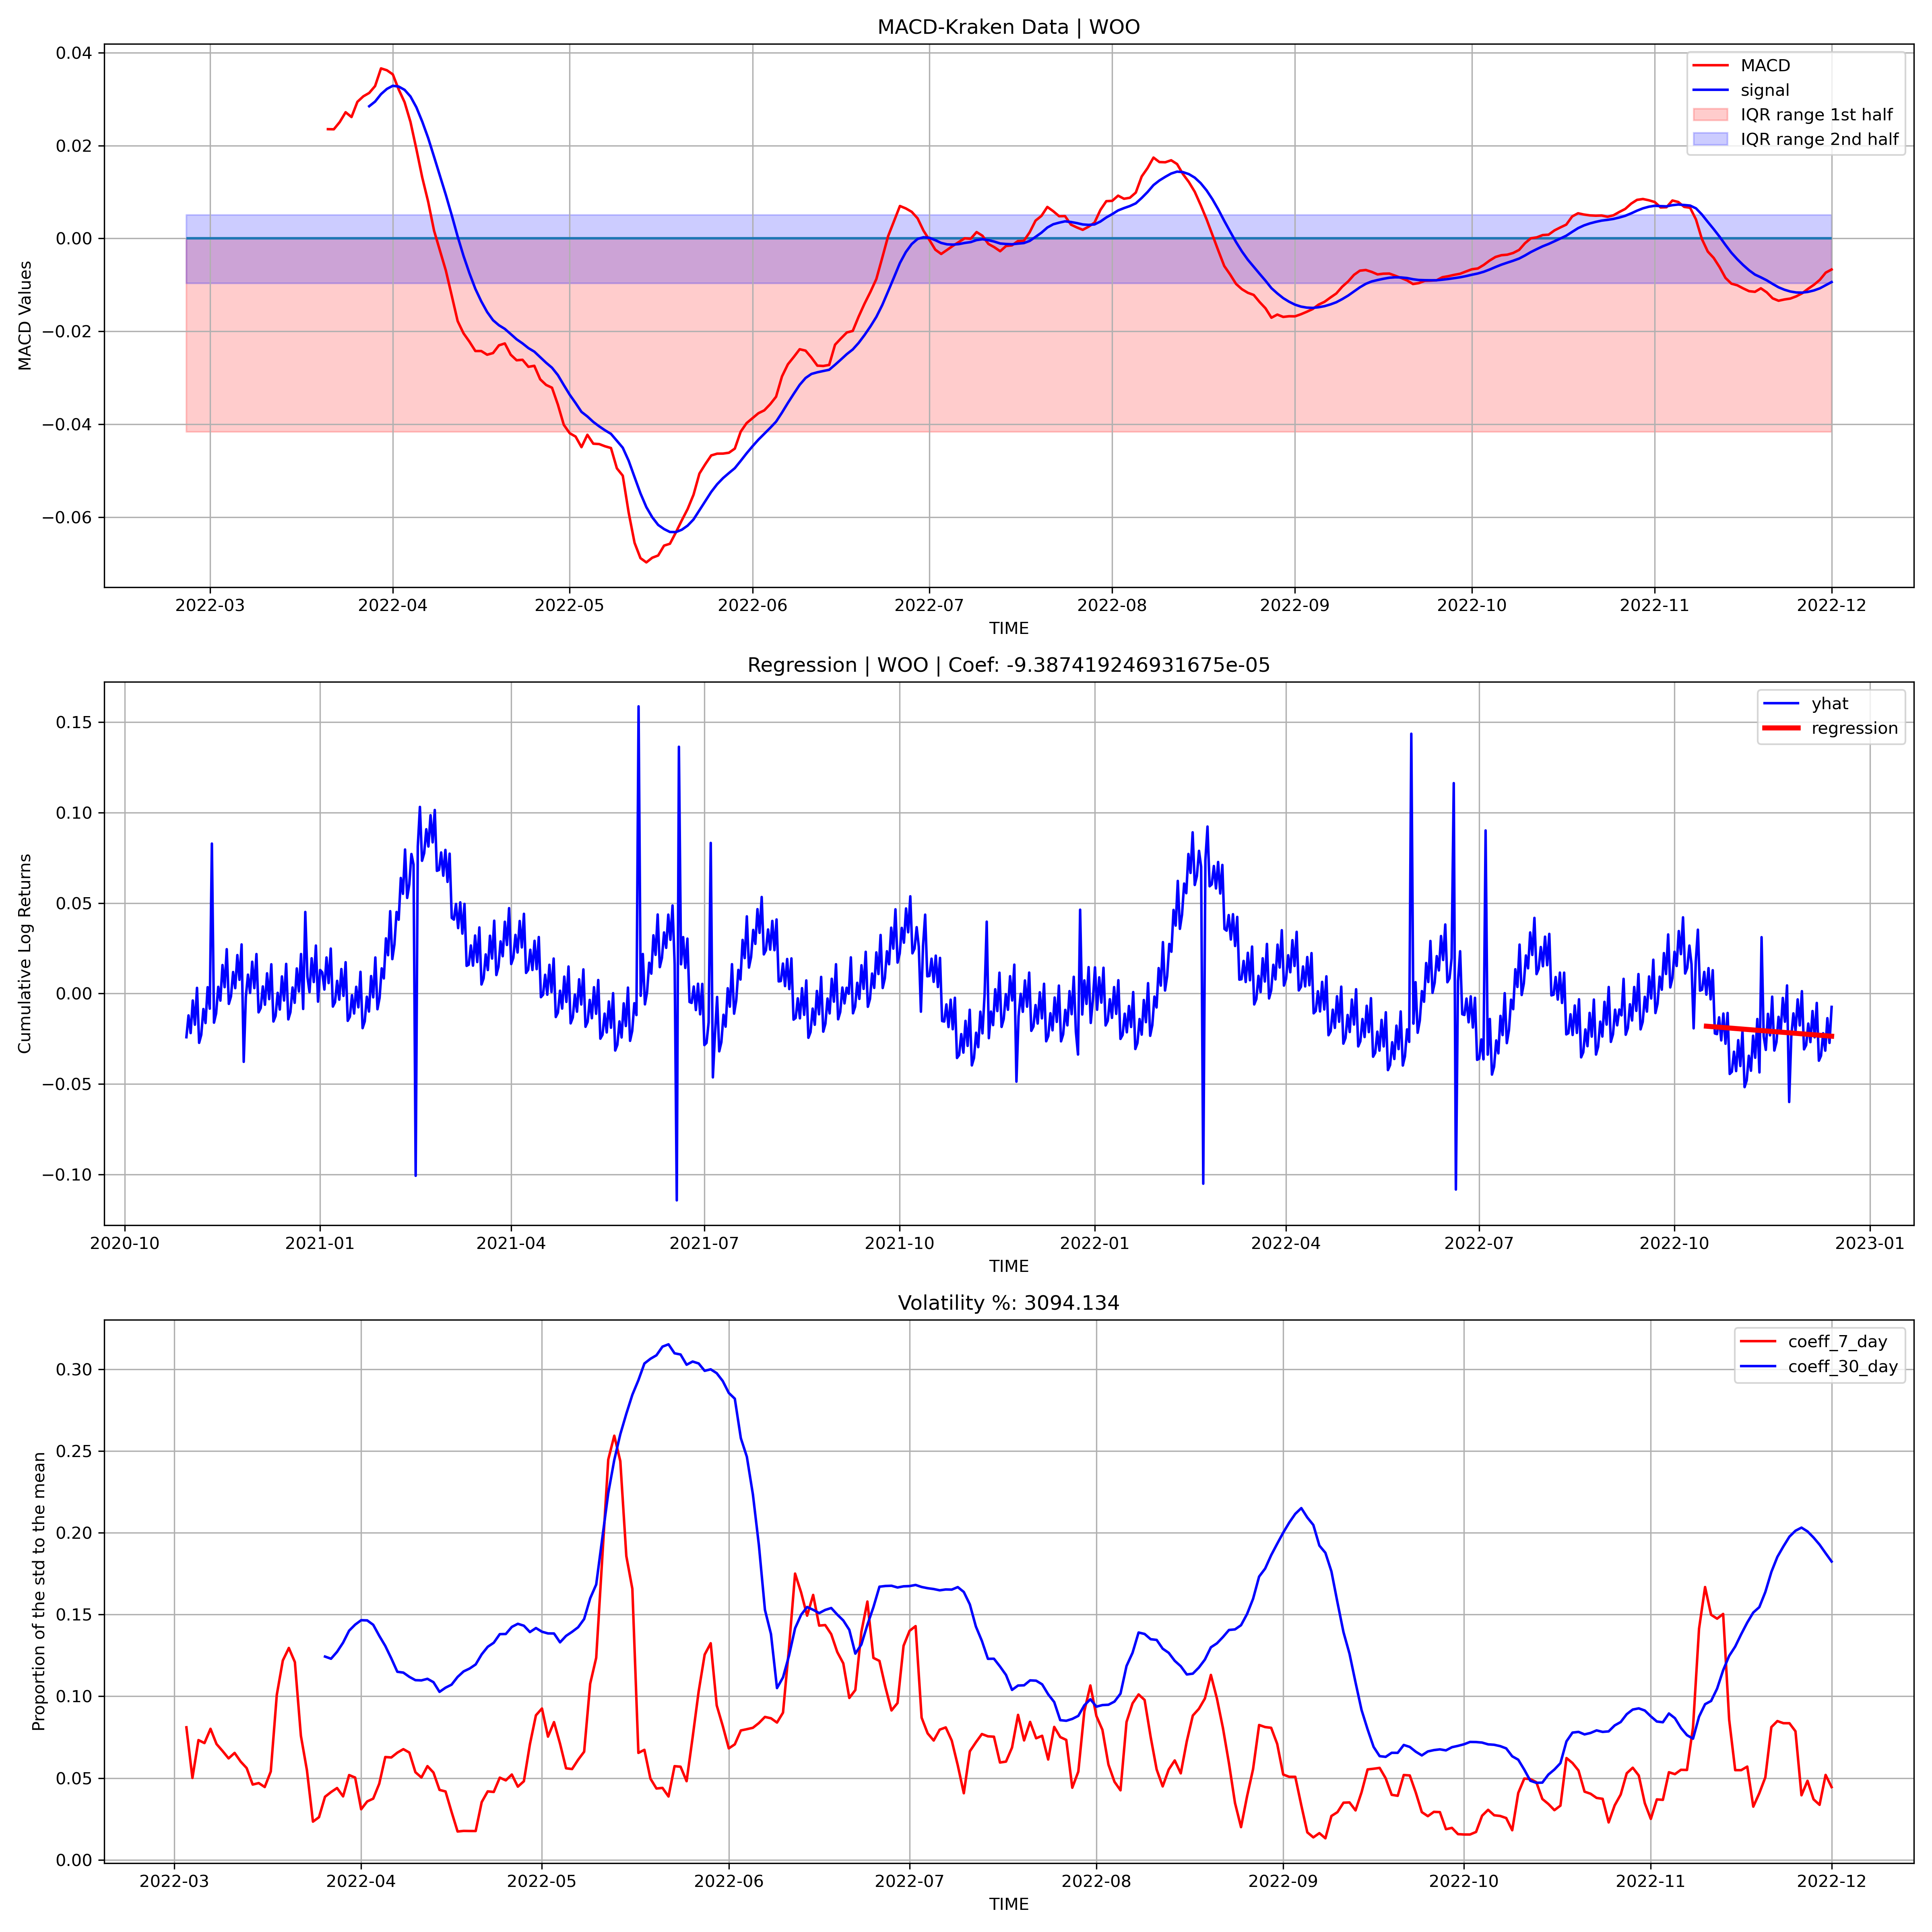 MACD-Kraken Data | WOO
0.04
0.02
0.00
−0.02
−0.04
−0.06
MACD Values
MACD
signal
IQR range 1st half
IQR range 2nd half
2022-03 2022-04 2022-05 2022-06 2022-07 2022-08 2022-09 2022-10 2022-11 2022-12
TIME
Regression | WOO | Coef: -9.387419246931675e-05
0.15
0.10
0.05
0.00
−0.05
−0.10
Cumulative Log Returns
yhat
regression
2020-10 2021-01 2021-04 2021-07 2021-10 2022-01 2022-04 2022-07 2022-10 2023-01
TIME
Volatility %: 3094.134
0.30
0.25
0.20
0.15
0.10
0.05
0.00
Proportion of the std to the mean
coeff_7_day
coeff_30_day
2022-03 2022-04 2022-05 2022-06 2022-07 2022-08 2022-09 2022-10 2022-11 2022-12
TIME